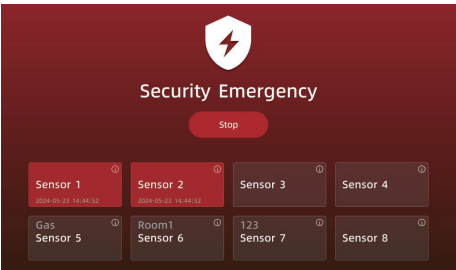 Security Emergency
Stop
Sensor 1
2024-05-23 14:44:52
Sensor 2
2024-05-23 14:44:52
Sensor 3
Sensor 4
Gas
Sensor 5
Room1
Sensor 6
123
Sensor 7
Sensor 8